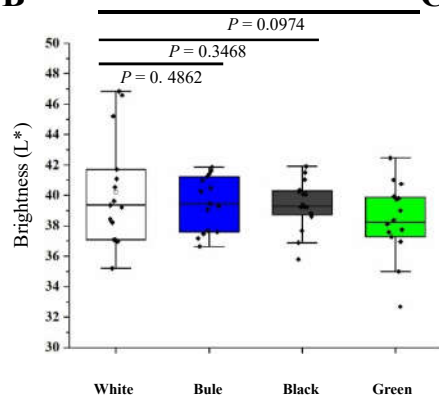 B
C
P = 0.0974
P = 0.3468
P = 0. 4862
Brightness (L*)
50
48
46
44
42
40
38
36
34
32
30
White Bule Black Green